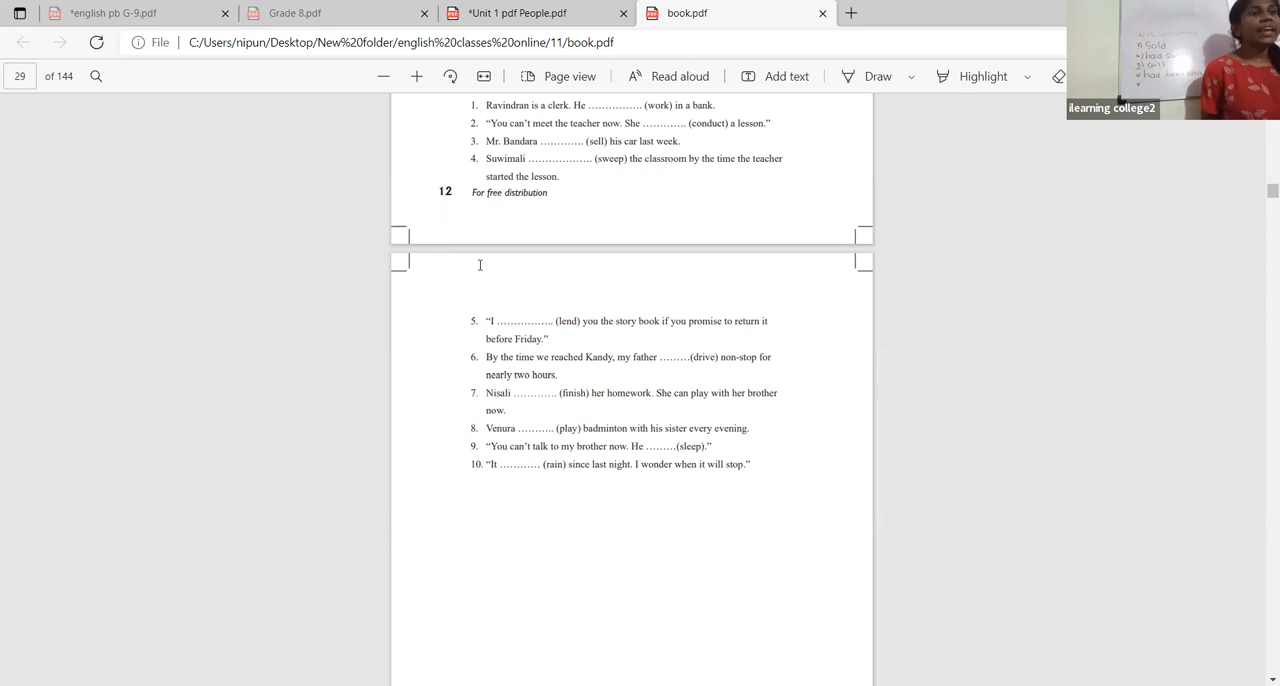 *english pb G-9.pdf
Grade 8.pdf
*Unit 1 pdf People.pdf
book.pdf
File C:/Users/nipun/Desktop/New%20folder/english%20classes%20online/11/book.pdf
29 of 144
Page view
Read aloud
Add text
Draw
Highlight
3) Sold
4) had
ilearning college2
1. Ravindran is a clerk. He ……………. (work) in a bank.
2. “You can’t meet the teacher now. She …………. (conduct) a lesson.”
3. Mr. Bandara …………. (sell) his car last week.
4. Suwimali ………………. (sweep) the classroom by the time the teacher
started the lesson.
12 For free distribution
5. “I …………….. (lend) you the story book if you promise to return it
before Friday.”
6. By the time we reached Kandy, my father ………(drive) non-stop for
nearly two hours.
7. Nisali …………. (finish) her homework. She can play with her brother
now.
8. Venura ……….. (play) badminton with his sister every evening.
9. “You can’t talk to my brother now. He ………(sleep).”
10. “It ………… (rain) since last night. I wonder when it will stop.”